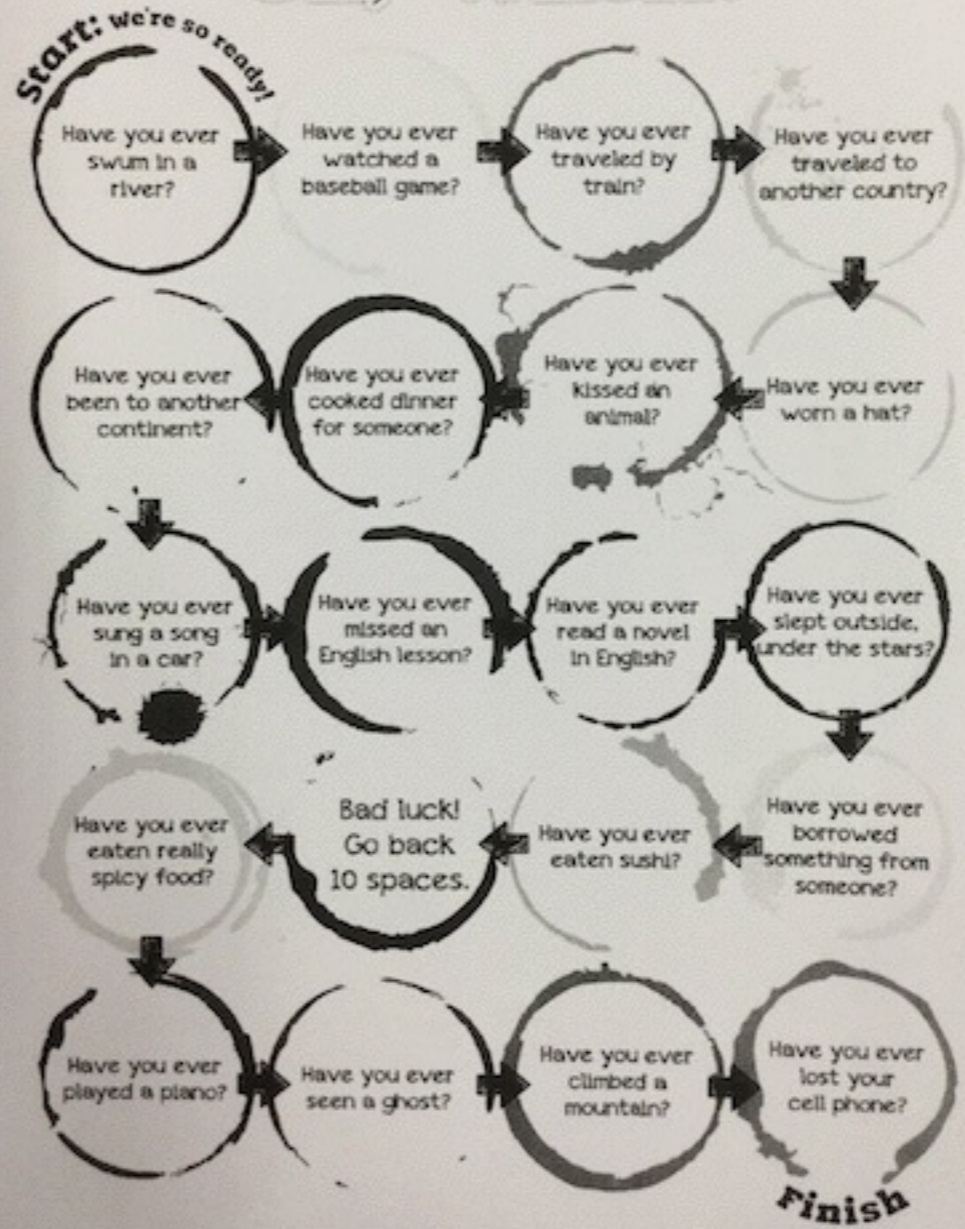 Start: We're so ready!
Have you ever
swum in a
river?
Have you ever
watched a
baseball game?
Have you ever
traveled by
train?
Have you ever
traveled to
another country?
Have you ever
worn a hat?
Have you ever
kissed an
animal?
Have you ever
cooked dinner
for someone?
Have you ever
been to another
continent?
Have you ever
sung a song
in a car?
Have you ever
missed an
English lesson?
Have you ever
read a novel
in English?
Have you ever
slept outside,
under the stars?
Have you ever
borrowed
something from
someone?
Have you ever
eaten sushi?
Bad luck!
Go back
10 spaces.
Have you ever
eaten really
spicy food?
Have you ever
played a piano?
Have you ever
seen a ghost?
Have you ever
climbed a
mountain?
Have you ever
lost your
cell phone?
Finish